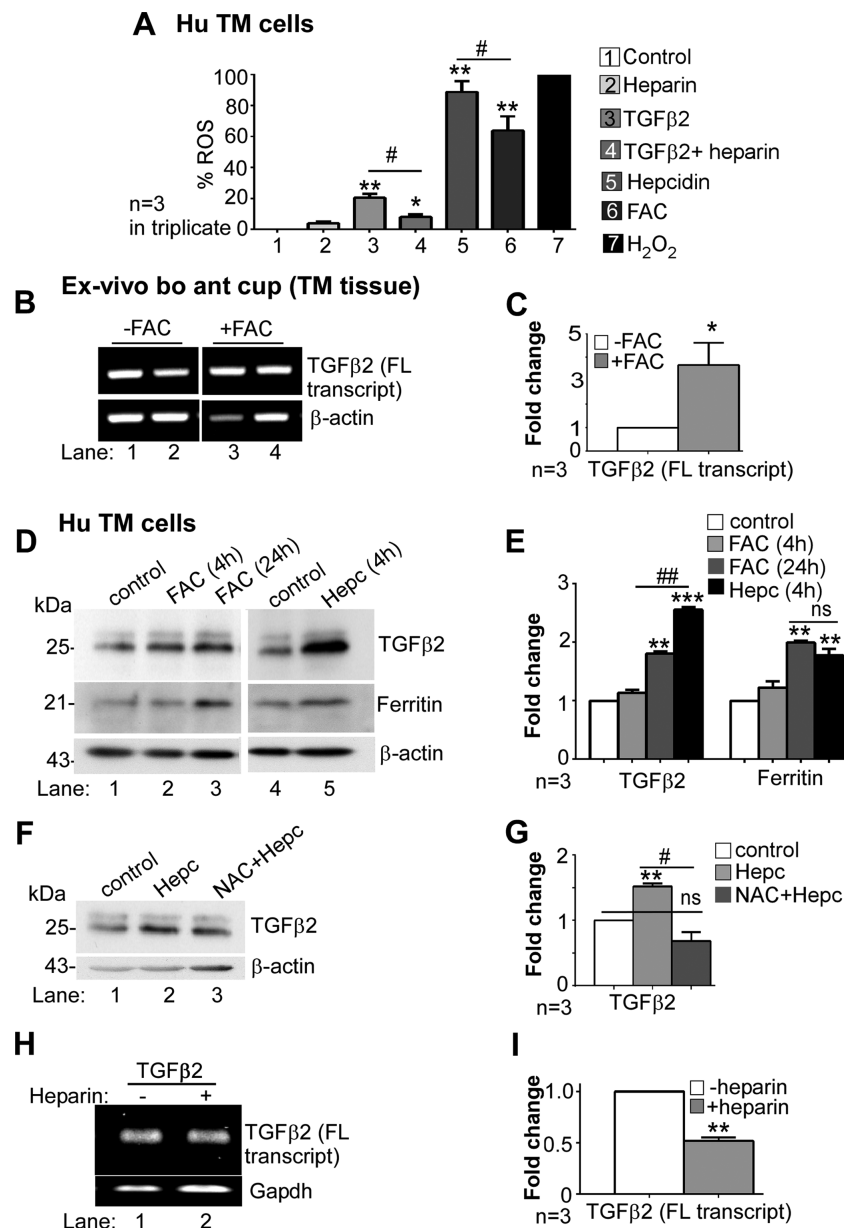 A Hu TM cells
% ROS
100
80
60
40
20
0
n=3
in triplicate
** * ** **
# #
1 2 3 4 5 6 7
1 Control
2 Heparin
3 TGFβ2
4 TGFβ2+ heparin
5 Hepcidin
6 FAC
7 H₂O₂
Ex-vivo bo ant cup (TM tissue)
B
-FAC +FAC
TGFβ2 (FL
transcript)
β-actin
Lane: 1 2 3 4
C
Fold change
5
3
1
0
-FAC
+FAC
*
n=3 TGFβ2 (FL transcript)
Hu TM cells
D
control FAC (4h) FAC (24h) control Hepc (4h)
kDa
25- TGFβ2
21- Ferritin
43- β-actin
Lane: 1 2 3 4 5
E
control
FAC (4h)
FAC (24h)
Hepc (4h)
Fold change
3
2
1
0
## ns
** *** ** **
n=3 TGFβ2 Ferritin
F
control Hepc NAC+Hepc
kDa
25- TGFβ2
43- β-actin
Lane: 1 2 3
G
Fold change
2
1
0
#
** ns
control
Hepc
NAC+Hepc
n=3 TGFβ2
H
TGFβ2
Heparin: - +
TGFβ2 (FL
transcript)
Gapdh
Lane: 1 2
I
Fold change
1.0
0.5
0
-heparin
+heparin
**
n=3 TGFβ2 (FL transcript)